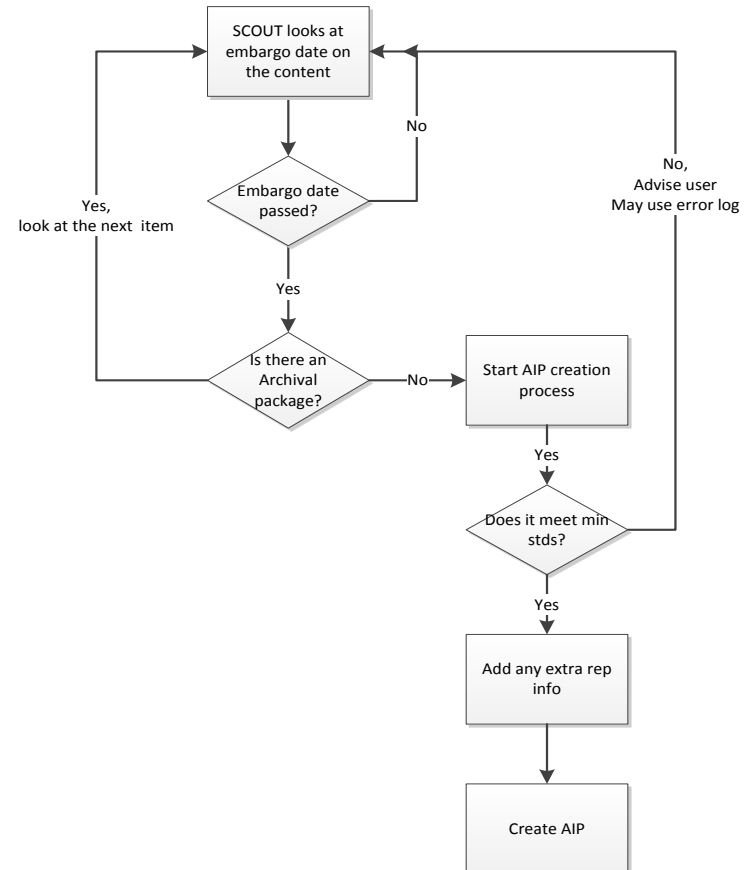 SCOUT looks at
embargo date on
the content
No
Embargo date
passed?
No,
Advise user
May use error log
Yes,
look at the next  item
Yes
Is there an
Archival
package?
No
Start AIP creation
process
Yes
Does it meet min
stds?
Yes
Add any extra rep
info
Create AIP